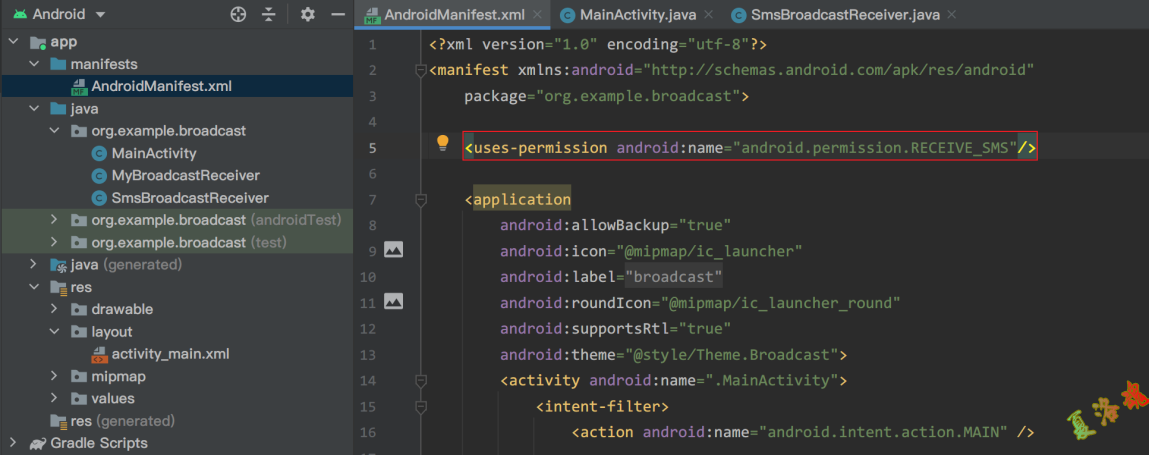 Android
app
manifests
AndroidManifest.xml
java
org.example.broadcast
MainActivity
MyBroadcastReceiver
SmsBroadcastReceiver
org.example.broadcast (androidTest)
org.example.broadcast (test)
java (generated)
res
drawable
layout
activity_main.xml
mipmap
values
res (generated)
Gradle Scripts
AndroidManifest.xml MainActivity.java SmsBroadcastReceiver.java
1 <?xml version="1.0" encoding="utf-8"?>
2 <manifest xmlns:android="http://schemas.android.com/apk/res/android"
3 package="org.example.broadcast">
4
5 <uses-permission android:name="android.permission.RECEIVE_SMS"/>
6
7 <application
8 android:allowBackup="true"
9 android:icon="@mipmap/ic_launcher"
10 android:label="broadcast"
11 android:roundIcon="@mipmap/ic_launcher_round"
12 android:supportsRtl="true"
13 android:theme="@style/Theme.Broadcast">
14 <activity android:name=".MainActivity">
15 <intent-filter>
16 <action android:name="android.intent.action.MAIN" />